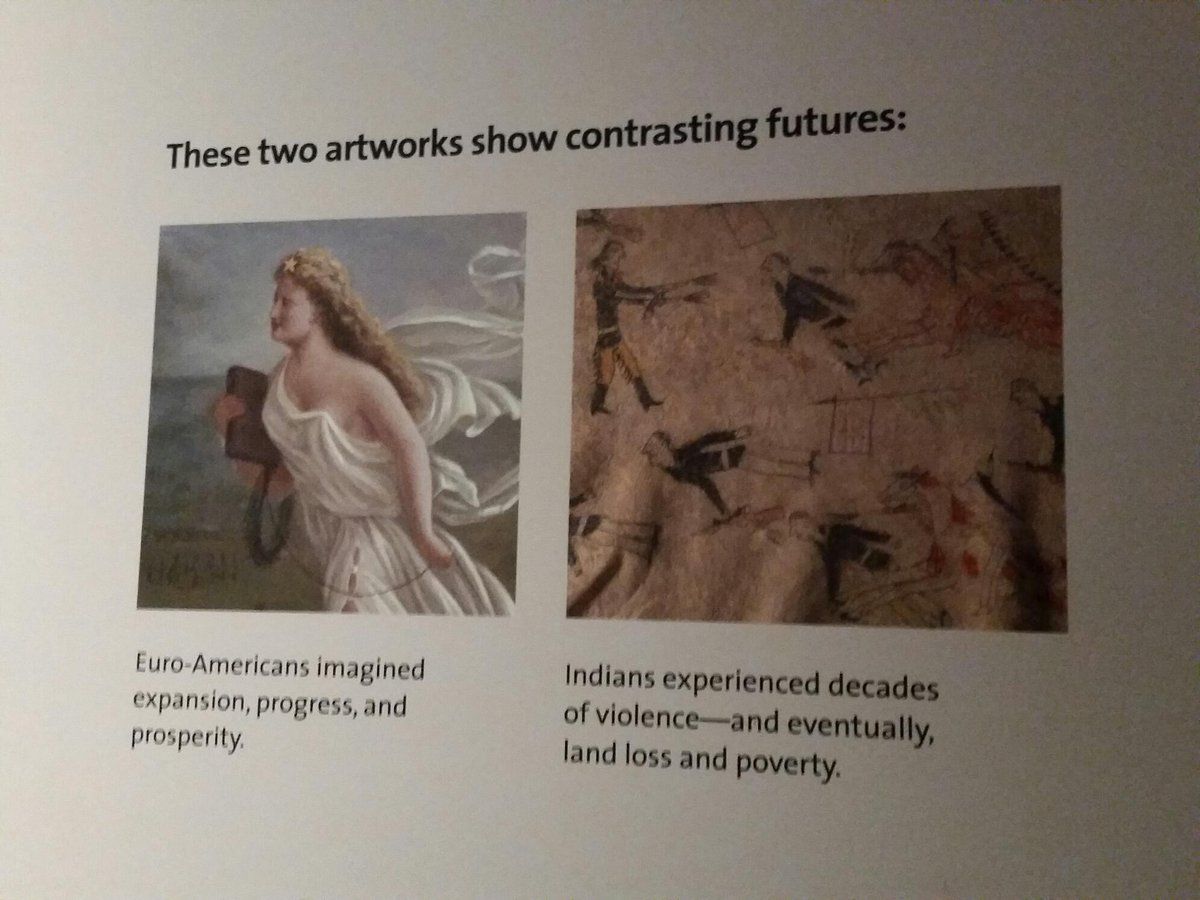 These two artworks show contrasting futures:
Euro-Americans imagined
expansion, progress, and
prosperity.
Indians experienced decades
of violence—and eventually,
land loss and poverty.